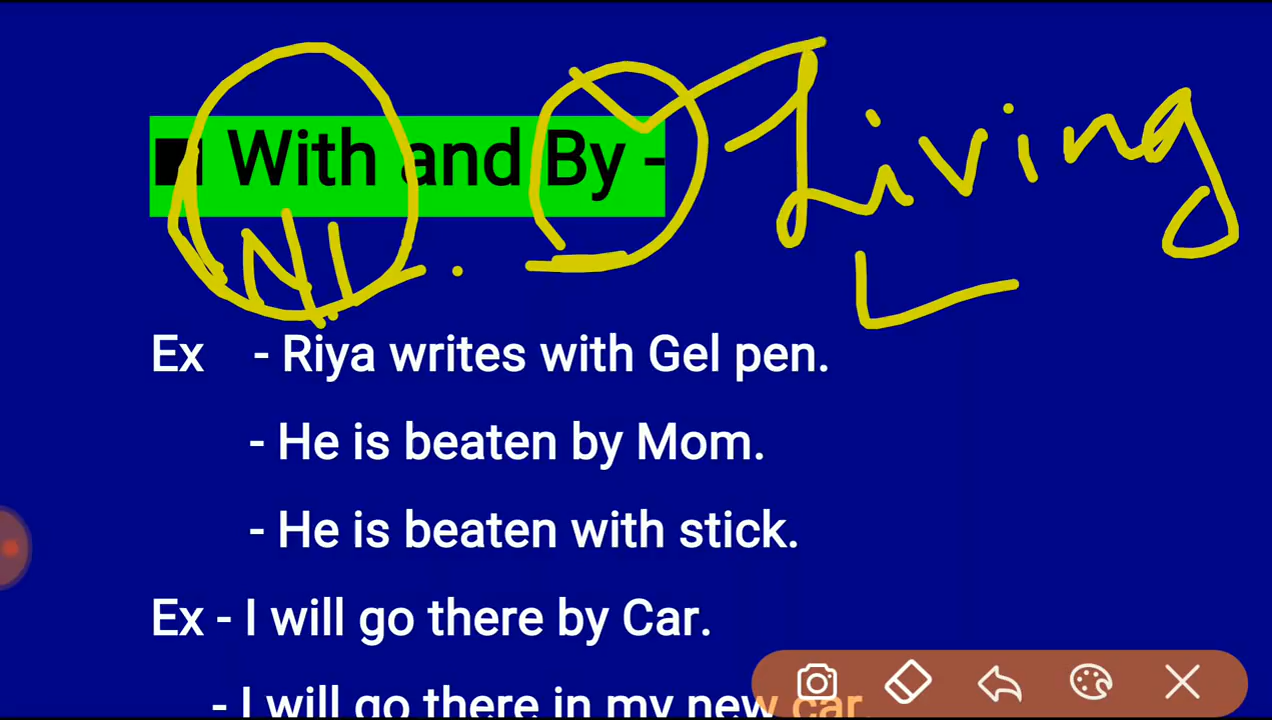 ■ With and By - Living
NL.
Ex - Riya writes with Gel pen.
- He is beaten by Mom.
- He is beaten with stick.
Ex - I will go there by Car.
- I will go there in my new car.